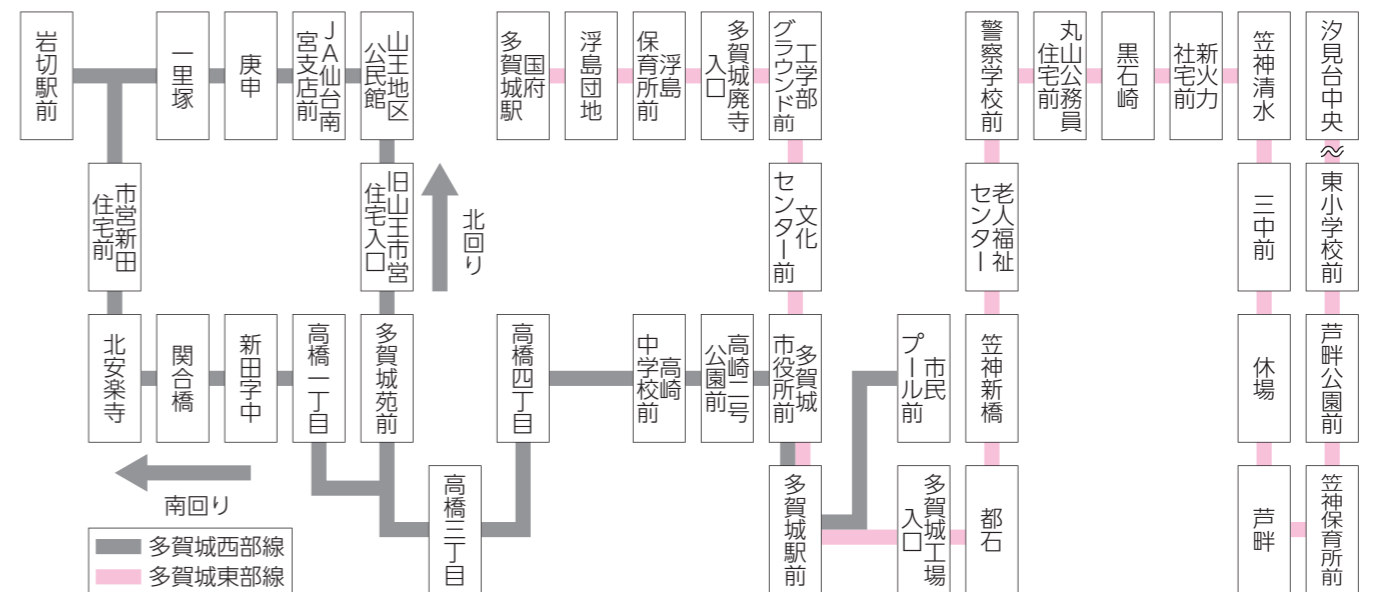 岩切駅前
一里塚
庚申
ＪＡ仙台南
宮支店前
山王地区
公民館
国府
多賀城駅
浮島団地
浮島
保育所前
多賀城廃寺
入口
工学部
グラウンド前
警察学校前
丸山公務員
住宅前
黒石崎
新火力
社宅前
笠神清水
汐見台中央
市営新田
住宅前
旧山王市営
住宅入口
北回り
文化
センター前
老人福祉
センター
三中前
東小学校前
北安楽寺
関合橋
新田字中
高橋一丁目
多賀城苑前
高橋四丁目
高崎
中学校前
高崎二号
公園前
多賀城
市役所前
市民
プール前
笠神新橋
休場
芦畔公園前
南回り
高橋三丁目
多賀城駅前
多賀城工場
入口
都石
芦畔
笠神保育所前
多賀城西部線
多賀城東部線